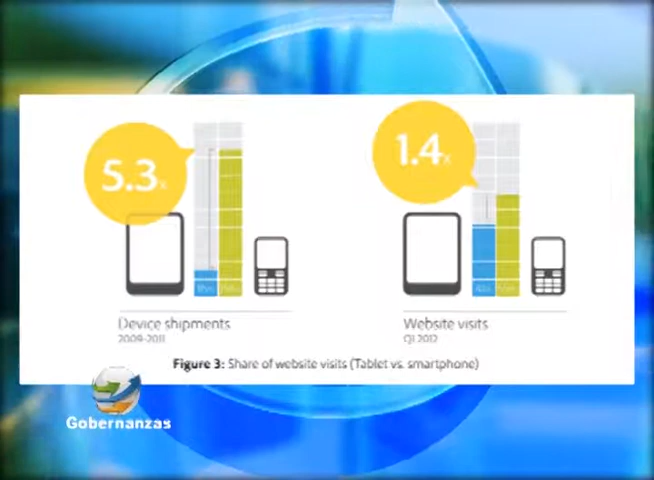 5.3x
1.4x
Device shipments
2009-2011
Website visits
Q1 2012
Figure 3: Share of website visits (Tablet vs. smartphone)
Gobernanzas